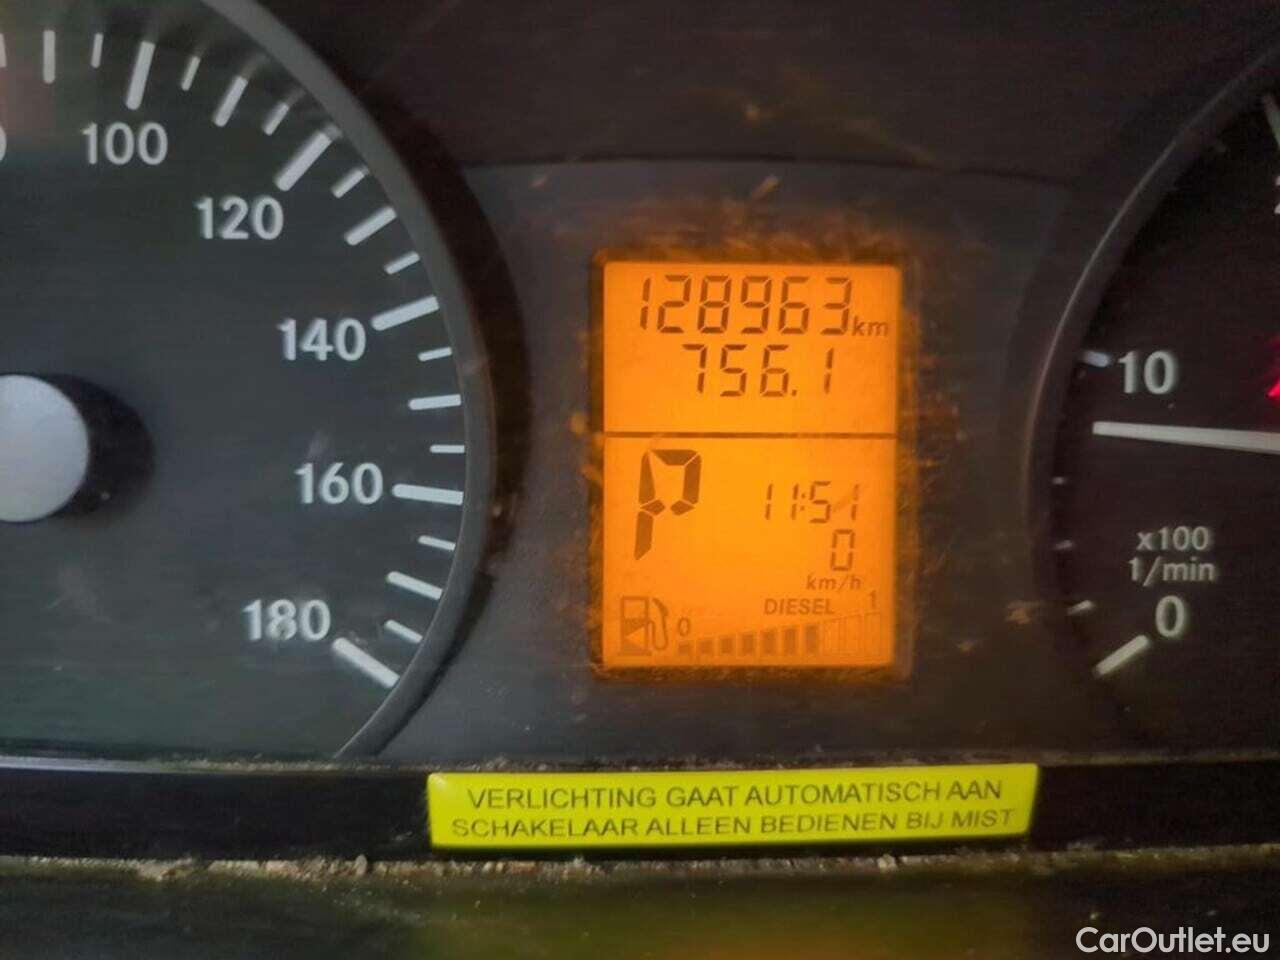 100
120
140
160
180
128963 km
756.1
P
11:51
0
km/h
DIESEL
0 1
10
x100
1/min
0
VERLICHTING GAAT AUTOMATISCH AAN
SCHAKELAAR ALLEEN BEDIENEN BIJ MIST
CarOutlet.eu